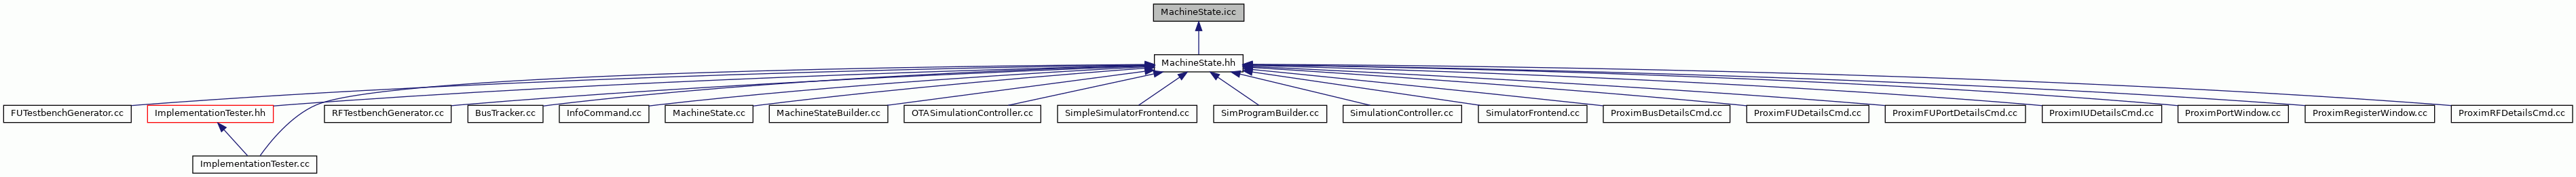 MachineState.icc
MachineState.hh
FUTestbenchGenerator.cc
ImplementationTester.hh
RFTestbenchGenerator.cc
BusTracker.cc
InfoCommand.cc
MachineState.cc
MachineStateBuilder.cc
OTASimulationController.cc
SimpleSimulatorFrontend.cc
SimProgramBuilder.cc
SimulationController.cc
SimulatorFrontend.cc
ProximBusDetailsCmd.cc
ProximFUDetailsCmd.cc
ProximFUPortDetailsCmd.cc
ProximIUDetailsCmd.cc
ProximPortWindow.cc
ProximRegisterWindow.cc
ProximRFDetailsCmd.cc
ImplementationTester.cc